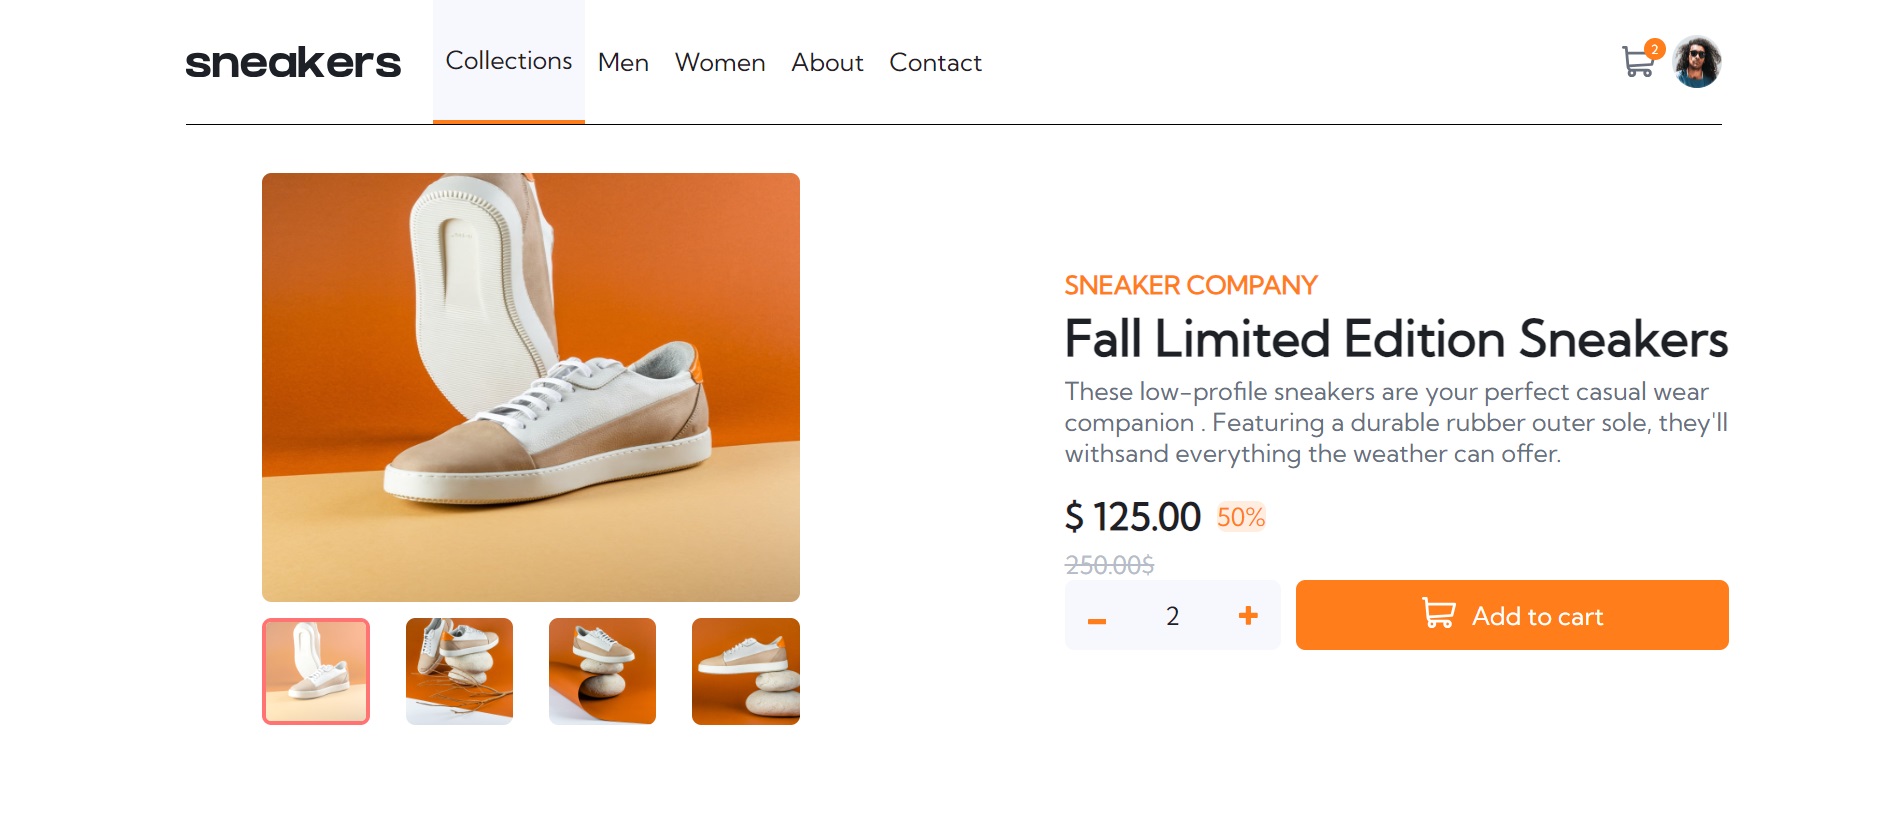 sneakers
Collections Men Women About Contact
2
SNEAKER COMPANY
Fall Limited Edition Sneakers
These low-profile sneakers are your perfect casual wear
companion . Featuring a durable rubber outer sole, they'll
withsand everything the weather can offer.
$ 125.00 50%
250.00$
2
Add to cart